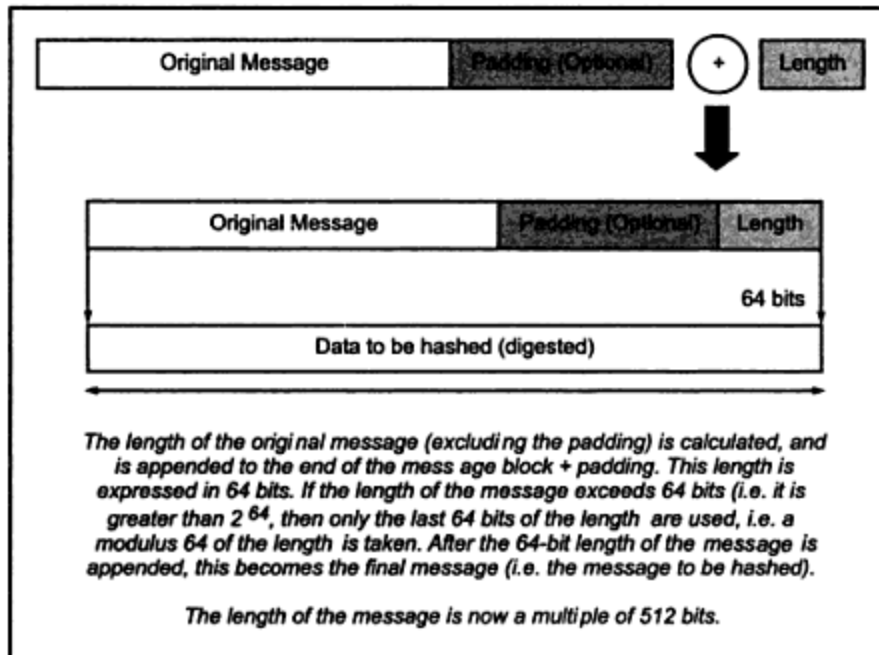 Original Message Padding (Optional) + Length
Original Message Padding (Optional) Length
64 bits
Data to be hashed (digested)
The length of the original message (excluding the padding) is calculated, and
is appended to the end of the mess age block + padding. This length is
expressed in 64 bits. If the length of the message exceeds 64 bits (i.e. it is
greater than 2 64, then only the last 64 bits of the length are used, i.e. a
modulus 64 of the length is taken. After the 64-bit length of the message is
appended, this becomes the final message (i.e. the message to be hashed).
The length of the message is now a multiple of 512 bits.